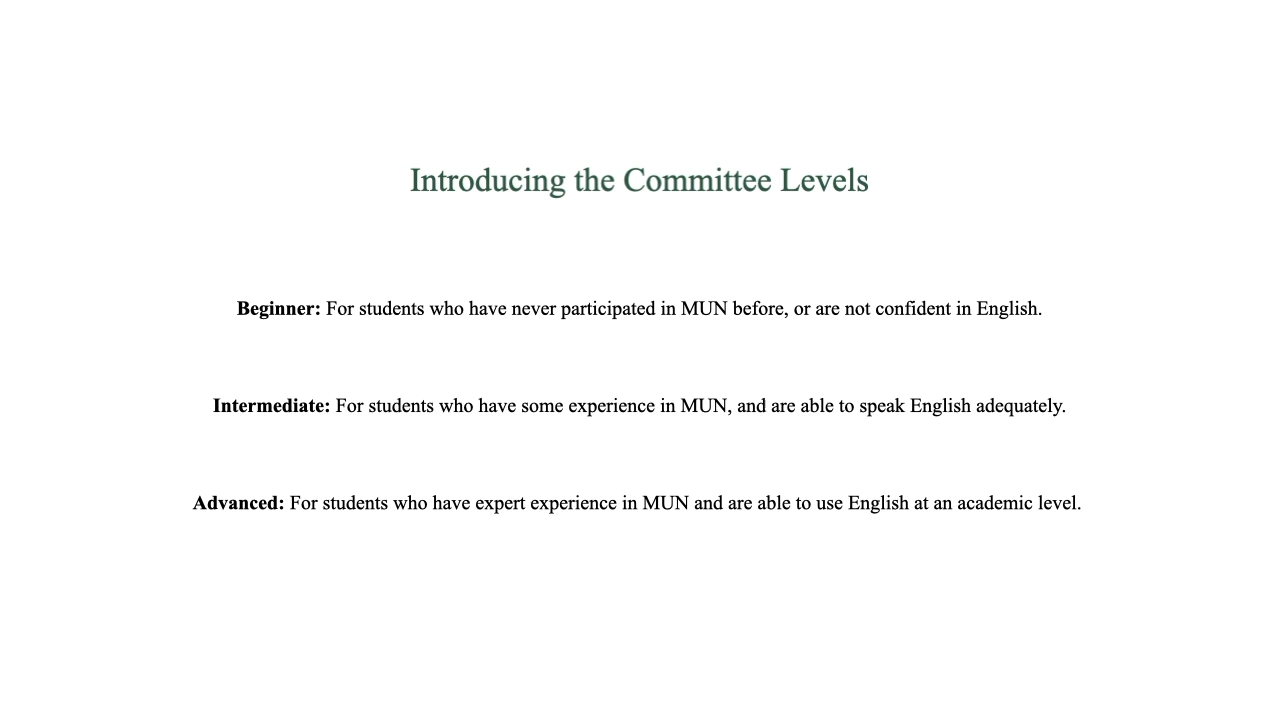 Introducing the Committee Levels
Beginner: For students who have never participated in MUN before, or are not confident in English.
Intermediate: For students who have some experience in MUN, and are able to speak English adequately.
Advanced: For students who have expert experience in MUN and are able to use English at an academic level.